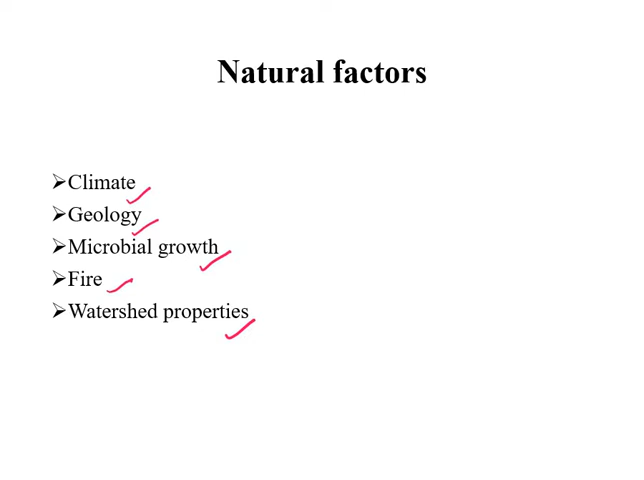 Natural factors
➢Climate
➢Geology
➢Microbial growth
➢Fire
➢Watershed properties